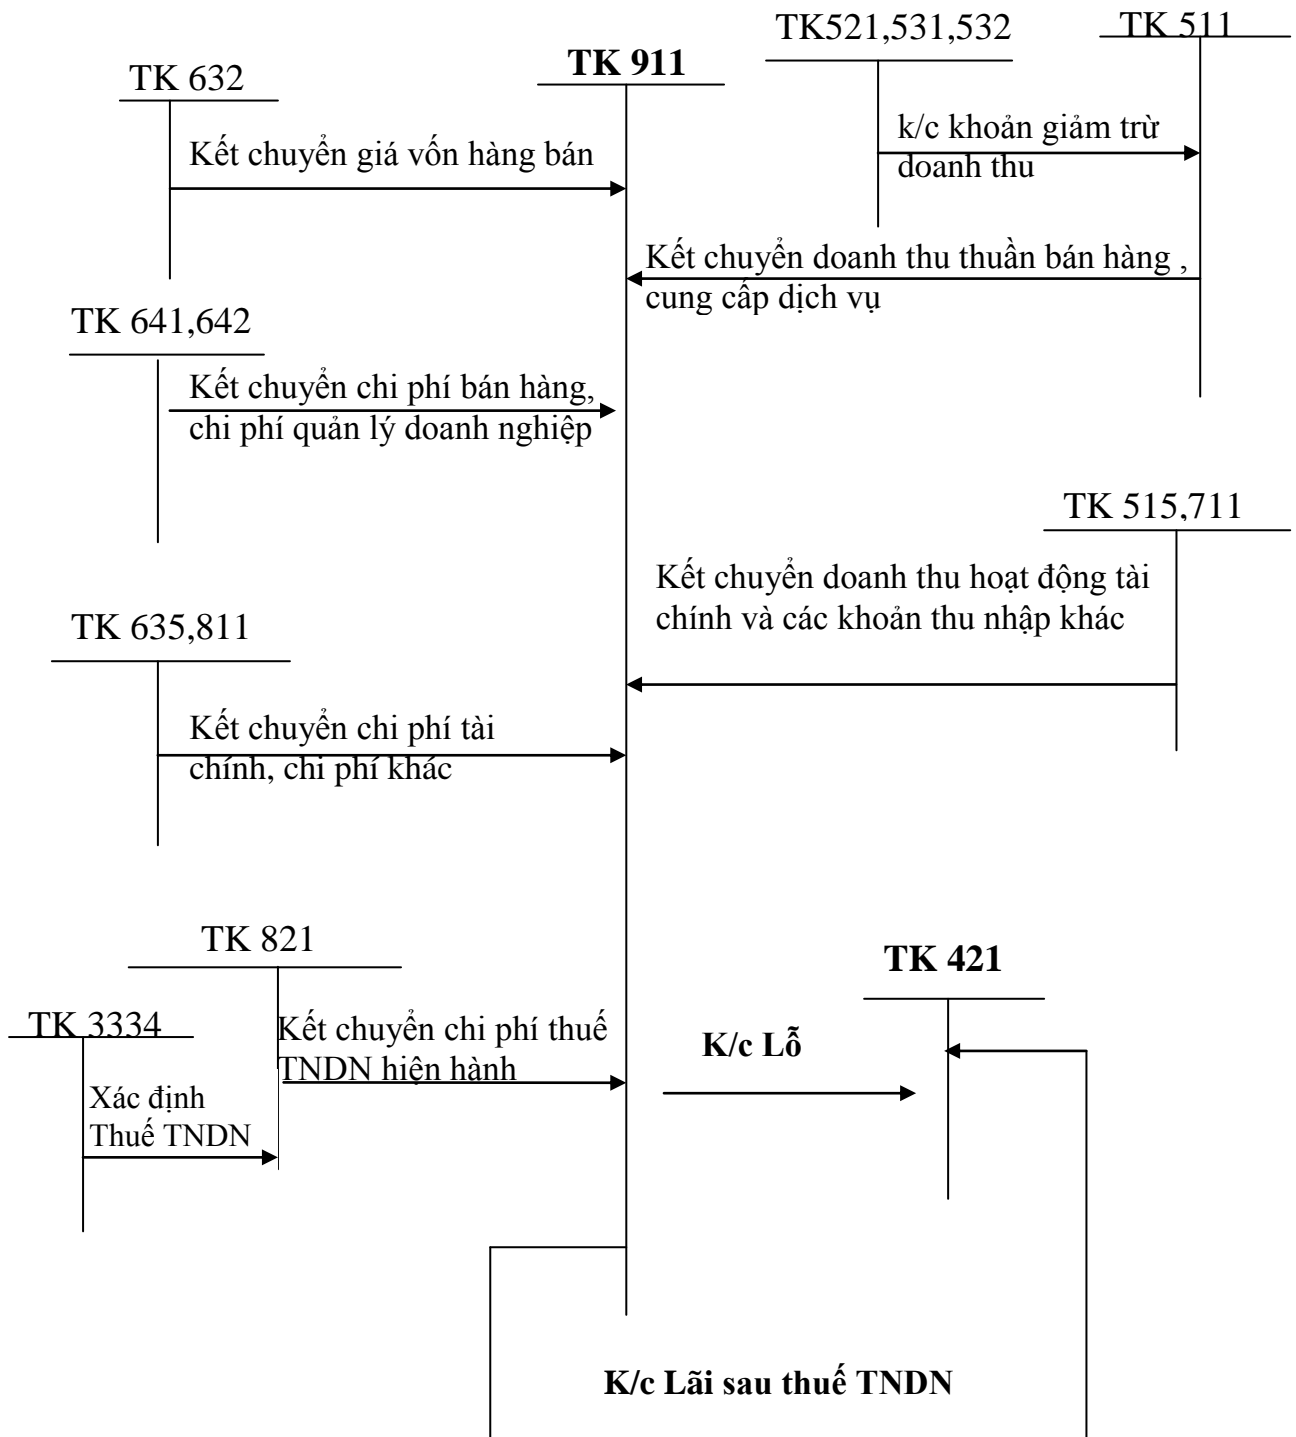 TK521,531,532
TK 511
TK 911
TK 632
k/c khoản giảm trừ
doanh thu
Kết chuyển giá vốn hàng bán
Kết chuyển doanh thu thuần bán hàng ,
cung cấp dịch vụ
TK 641,642
Kết chuyển chi phí bán hàng,
chi phí quản lý doanh nghiệp
TK 515,711
Kết chuyển doanh thu hoạt động tài
chính và các khoản thu nhập khác
TK 635,811
Kết chuyển chi phí tài
chính, chi phí khác
TK 821
TK 421
TK 3334
Kết chuyển chi phí thuế
TNDN hiện hành
K/c Lỗ
Xác định
Thuế TNDN
K/c Lãi sau thuế TNDN